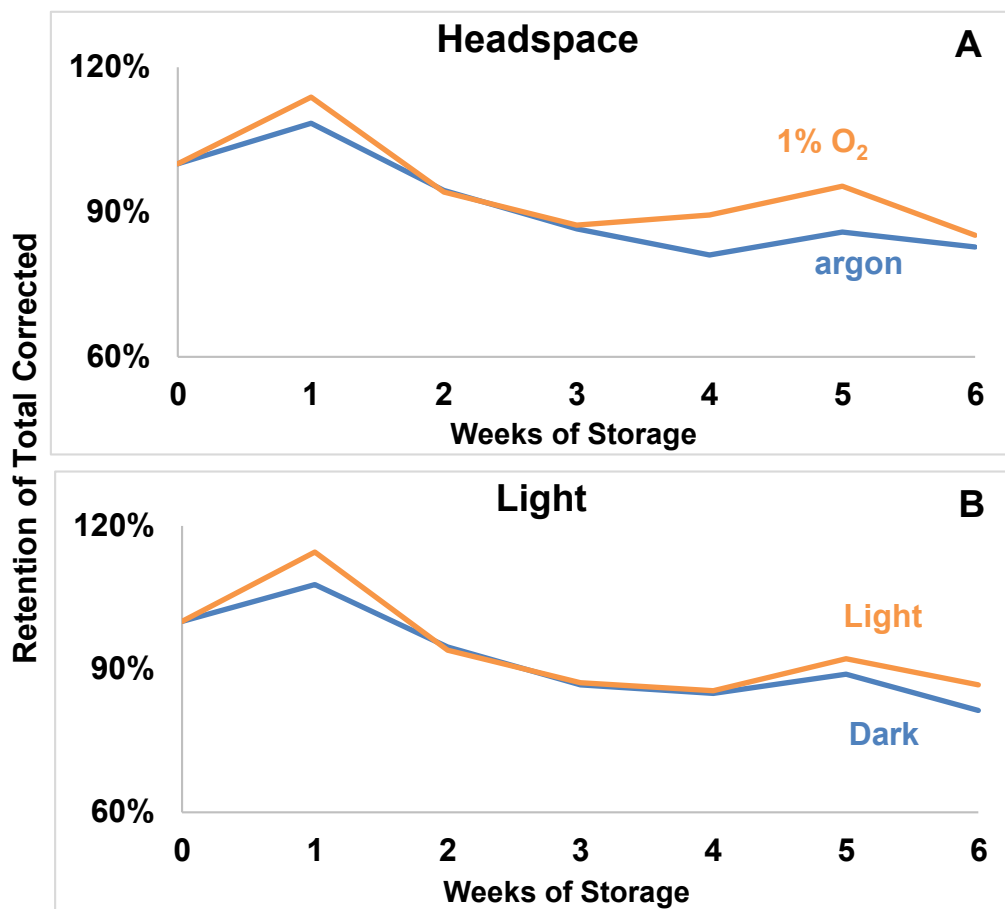 Retention of Total Corrected
Headspace
A
120%
90%
60%
1% O₂
argon
0 1 2 3 4 5 6
Weeks of Storage
Light
B
120%
90%
60%
Light
Dark
0 1 2 3 4 5 6
Weeks of Storage